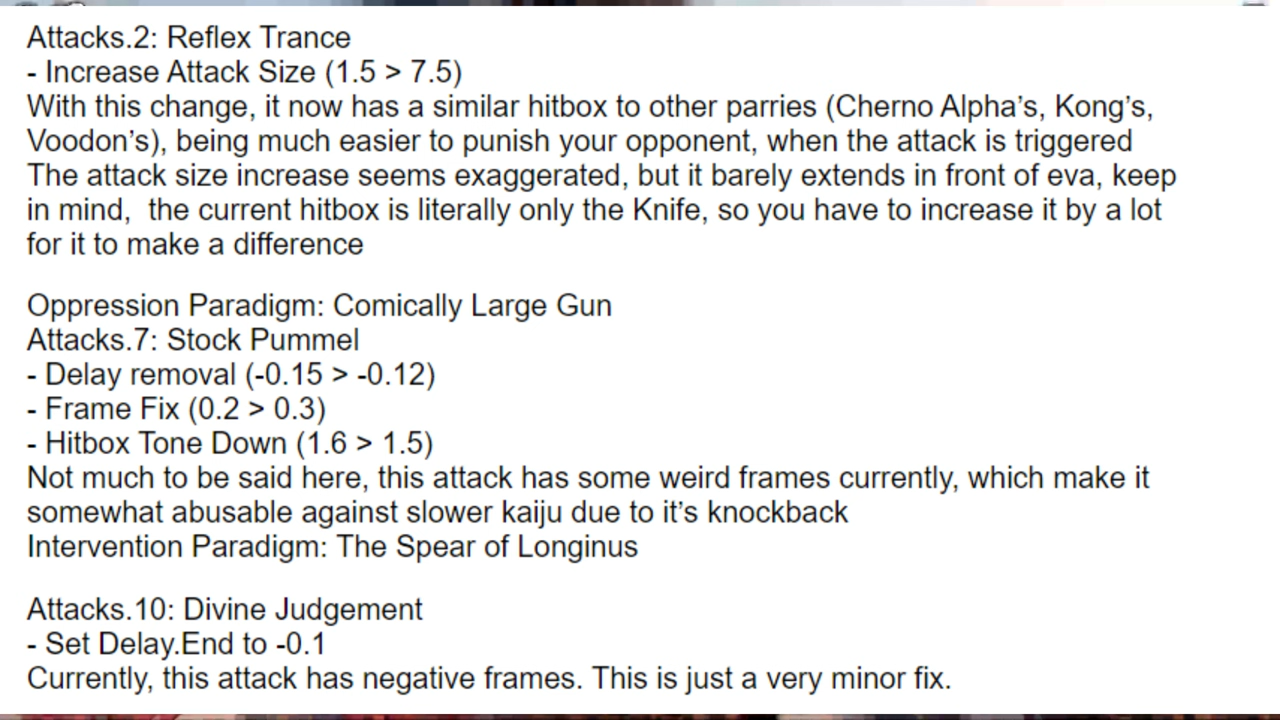 Attacks.2: Reflex Trance
- Increase Attack Size (1.5 > 7.5)
With this change, it now has a similar hitbox to other parries (Cherno Alpha’s, Kong’s,
Voodon’s), being much easier to punish your opponent, when the attack is triggered
The attack size increase seems exaggerated, but it barely extends in front of eva, keep
in mind,  the current hitbox is literally only the Knife, so you have to increase it by a lot
for it to make a difference
Oppression Paradigm: Comically Large Gun
Attacks.7: Stock Pummel
- Delay removal (-0.15 > -0.12)
- Frame Fix (0.2 > 0.3)
- Hitbox Tone Down (1.6 > 1.5)
Not much to be said here, this attack has some weird frames currently, which make it
somewhat abusable against slower kaiju due to it’s knockback
Intervention Paradigm: The Spear of Longinus
Attacks.10: Divine Judgement
- Set Delay.End to -0.1
Currently, this attack has negative frames. This is just a very minor fix.